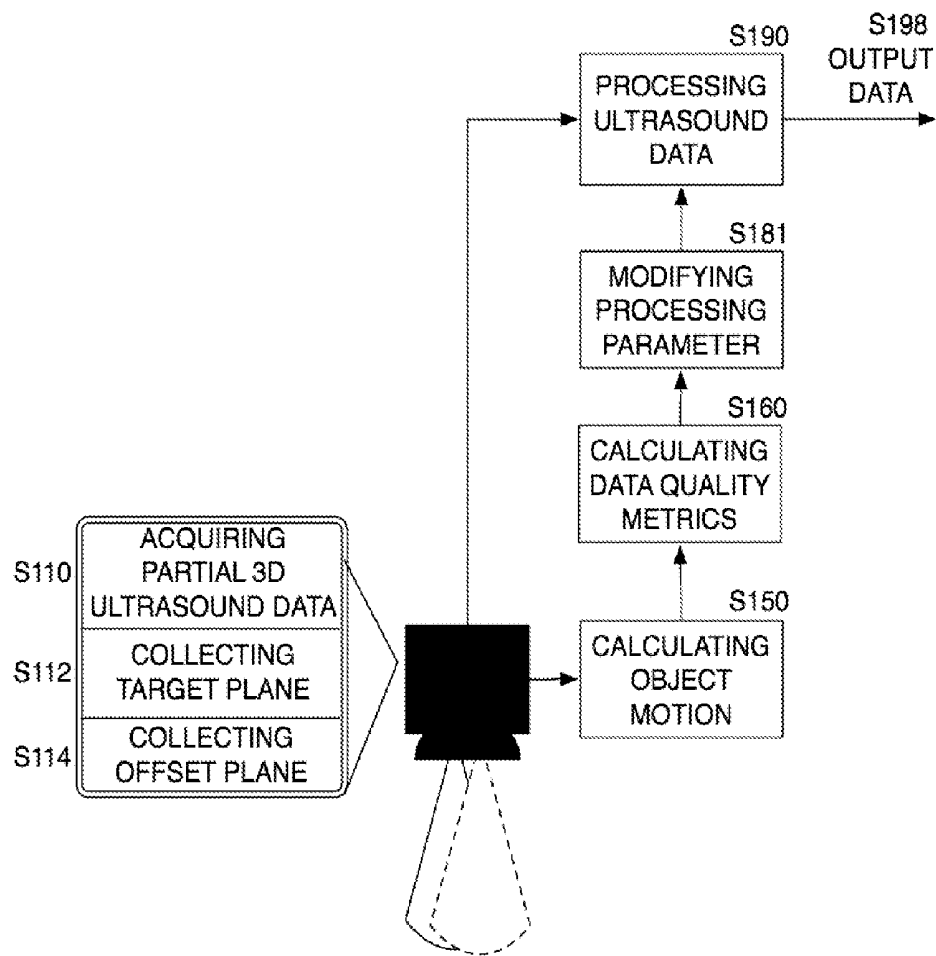 S190
S198
OUTPUT
DATA
PROCESSING
ULTRASOUND
DATA
S181
MODIFYING
PROCESSING
PARAMETER
S160
CALCULATING
DATA QUALITY
METRICS
S150
CALCULATING
OBJECT
MOTION
S110
ACQUIRING
PARTIAL 3D
ULTRASOUND DATA
S112
COLLECTING
TARGET PLANE
S114
COLLECTING
OFFSET PLANE